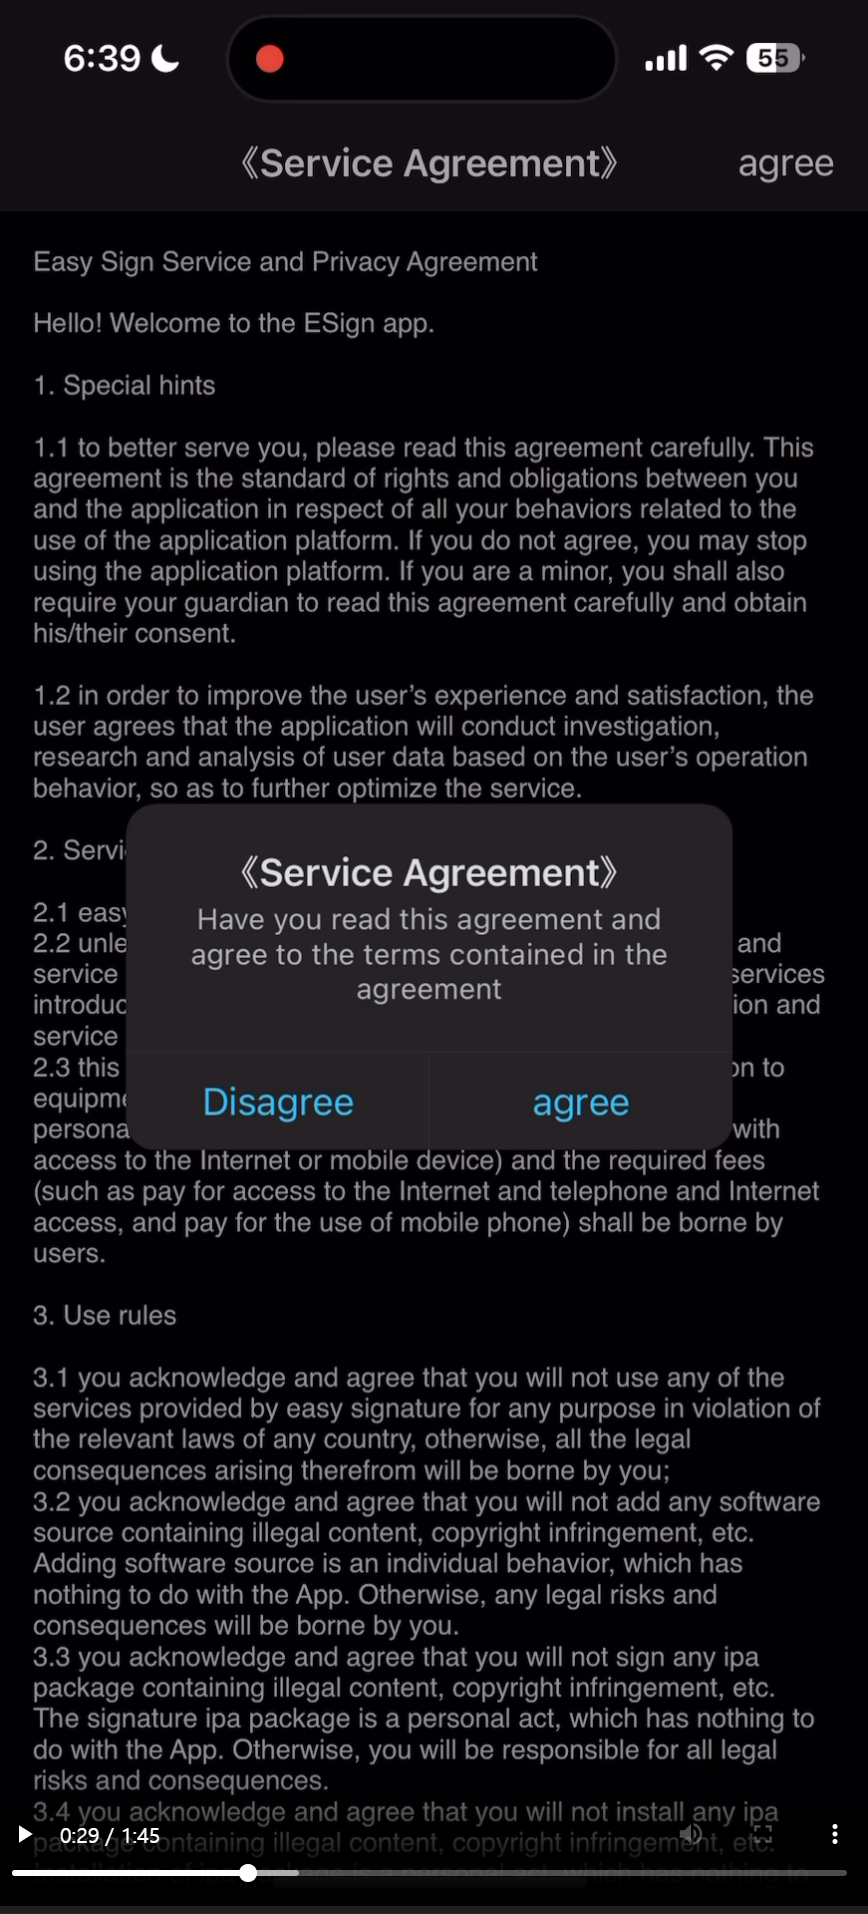 6:39
55
《Service Agreement》
agree
Easy Sign Service and Privacy Agreement
Hello! Welcome to the ESign app.
1. Special hints
1.1 to better serve you, please read this agreement carefully. This
agreement is the standard of rights and obligations between you
and the application in respect of all your behaviors related to the
use of the application platform. If you do not agree, you may stop
using the application platform. If you are a minor, you shall also
require your guardian to read this agreement carefully and obtain
his/their consent.
1.2 in order to improve the user’s experience and satisfaction, the
user agrees that the application will conduct investigation,
research and analysis of user data based on the user’s operation
behavior, so as to further optimize the service.
2. Servi
2.1 easy
2.2 unle and
service services
introduc ion and
service
2.3 this on to
equipme
persona with
《Service Agreement》
Have you read this agreement and
agree to the terms contained in the
agreement
Disagree
agree
access to the Internet or mobile device) and the required fees
(such as pay for access to the Internet and telephone and Internet
access, and pay for the use of mobile phone) shall be borne by
users.
3. Use rules
3.1 you acknowledge and agree that you will not use any of the
services provided by easy signature for any purpose in violation of
the relevant laws of any country, otherwise, all the legal
consequences arising therefrom will be borne by you;
3.2 you acknowledge and agree that you will not add any software
source containing illegal content, copyright infringement, etc.
Adding software source is an individual behavior, which has
nothing to do with the App. Otherwise, any legal risks and
consequences will be borne by you.
3.3 you acknowledge and agree that you will not sign any ipa
package containing illegal content, copyright infringement, etc.
The signature ipa package is a personal act, which has nothing to
do with the App. Otherwise, you will be responsible for all legal
risks and consequences.
3.4 you acknowledge and agree that you will not install any ipa
package containing illegal content, copyright infringement, etc.
0:29 / 1:45